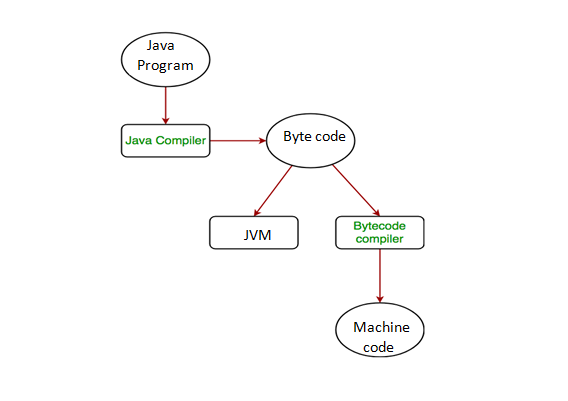 Java
Program
Java Compiler
Byte code
JVM
Bytecode
compiler
Machine
code